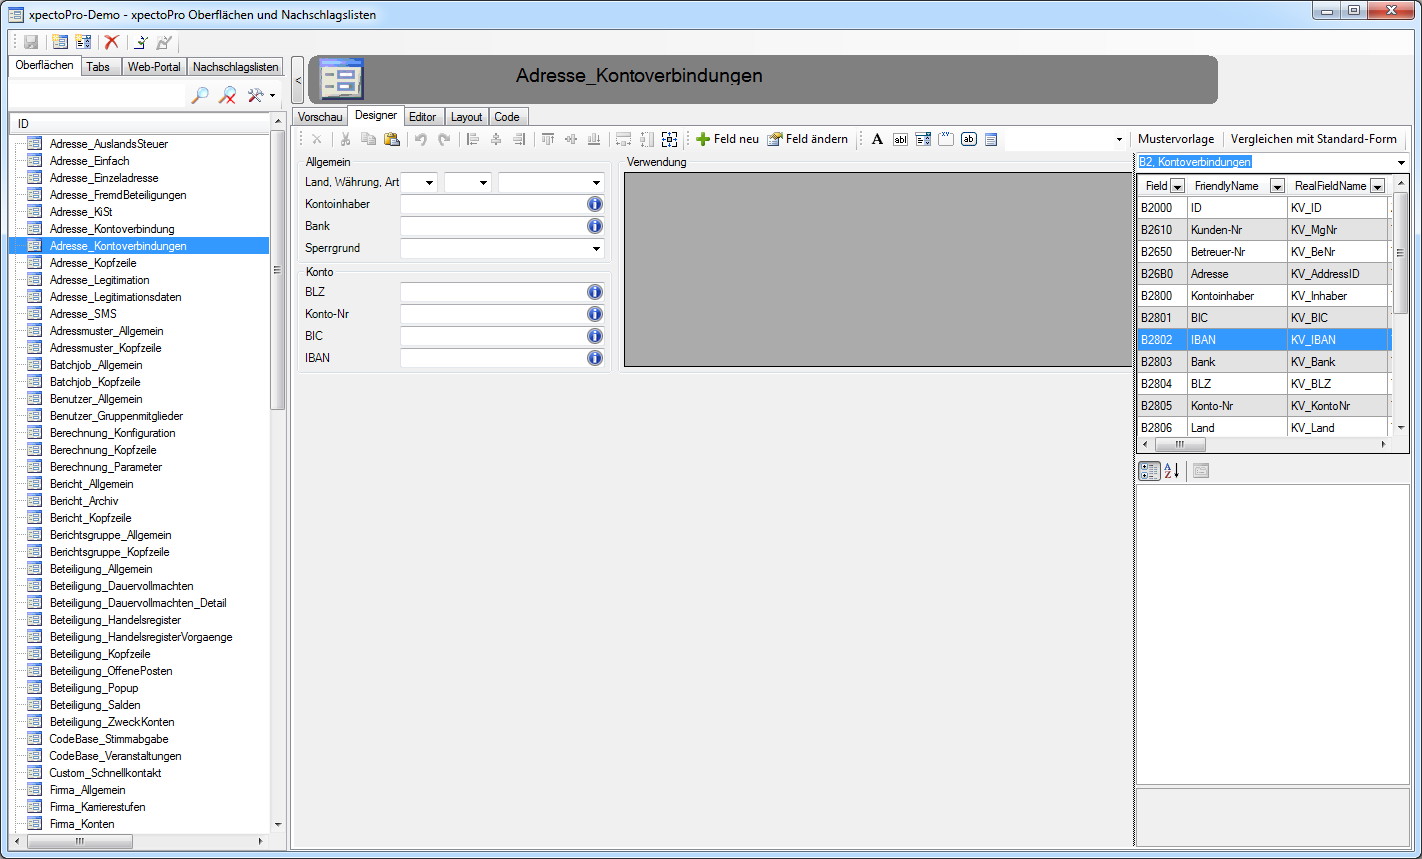 xpectoPro-Demo - xpectoPro Oberflächen und Nachschlagslisten
Oberflächen Tabs Web-Portal Nachschlagslisten
ID
Adresse_AuslandsSteuer
Adresse_Einfach
Adresse_Einzeladresse
Adresse_FremdBeteiligungen
Adresse_KiSt
Adresse_Kontoverbindung
Adresse_Kontoverbindungen
Adresse_Kopfzeile
Adresse_Legitimation
Adresse_Legitimationsdaten
Adresse_SMS
Adressmuster_Allgemein
Adressmuster_Kopfzeile
Batchjob_Allgemein
Batchjob_Kopfzeile
Benutzer_Allgemein
Benutzer_Gruppenmitglieder
Berechnung_Konfiguration
Berechnung_Kopfzeile
Berechnung_Parameter
Bericht_Allgemein
Bericht_Archiv
Bericht_Kopfzeile
Berichtsgruppe_Allgemein
Berichtsgruppe_Kopfzeile
Beteiligung_Allgemein
Beteiligung_Dauervollmachten
Beteiligung_Dauervollmachten_Detail
Beteiligung_Handelsregister
Beteiligung_HandelsregisterVorgaenge
Beteiligung_Kopfzeile
Beteiligung_OffenePosten
Beteiligung_Popup
Beteiligung_Salden
Beteiligung_ZweckKonten
CodeBase_Stimmabgabe
CodeBase_Veranstaltungen
Custom_Schnellkontakt
Firma_Allgemein
Firma_Karrierestufen
Firma_Konten
<
Adresse_Kontoverbindungen
Vorschau Designer Editor Layout Code
Feld neu Feld ändern A abl ab Mustervorlage Vergleichen mit Standard-Form
Allgemein
Land, Währung, Art
Kontoinhaber
Bank
Sperrgrund
Konto
BLZ
Konto-Nr
BIC
IBAN
Verwendung
B2, Kontoverbindungen
Field FriendlyName RealFieldName
B2000 ID KV_ID
B2610 Kunden-Nr KV_MgNr
B2650 Betreuer-Nr KV_BeNr
B26B0 Adresse KV_AddressID
B2800 Kontoinhaber KV_Inhaber
B2801 BIC KV_BIC
B2802 IBAN KV_IBAN
B2803 Bank KV_Bank
B2804 BLZ KV_BLZ
B2805 Konto-Nr KV_KontoNr
B2806 Land KV_Land
A
Z